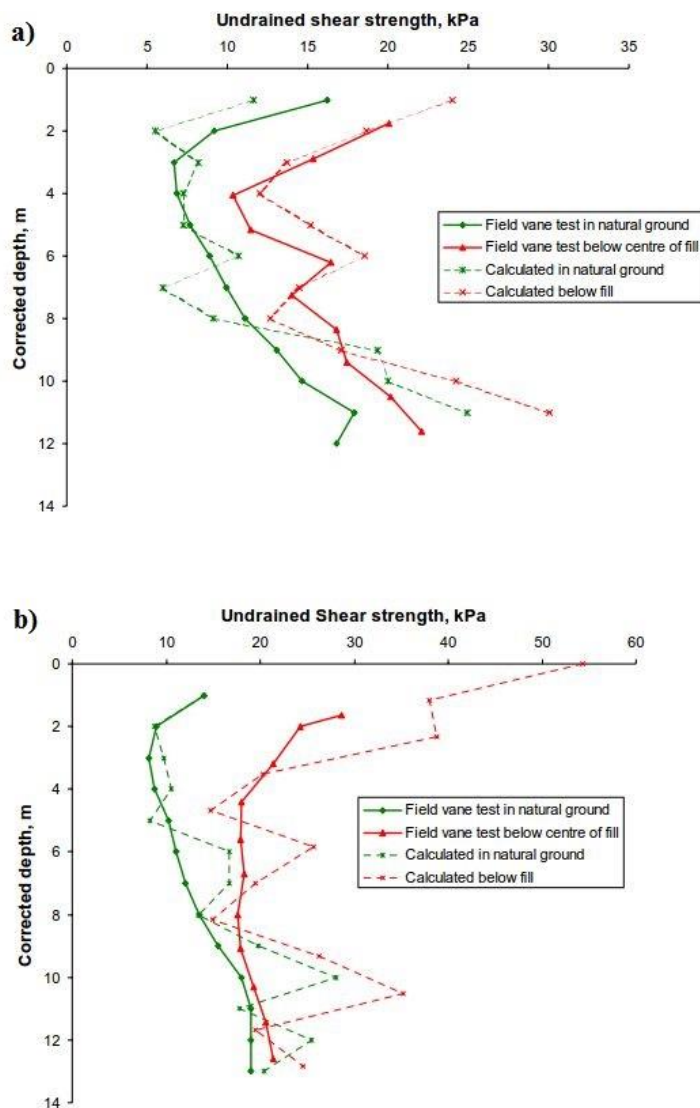 a)
Undrained shear strength, kPa
0 5 10 15 20 25 30 35
Corrected depth, m
0
2
4
6
8
10
12
14
Field vane test in natural ground
Field vane test below centre of fill
Calculated in natural ground
Calculated below fill
b)
Undrained Shear strength, kPa
0 10 20 30 40 50 60
Corrected depth, m
0
2
4
6
8
10
12
14
Field vane test in natural ground
Field vane test below centre of fill
Calculated in natural ground
Calculated below fill